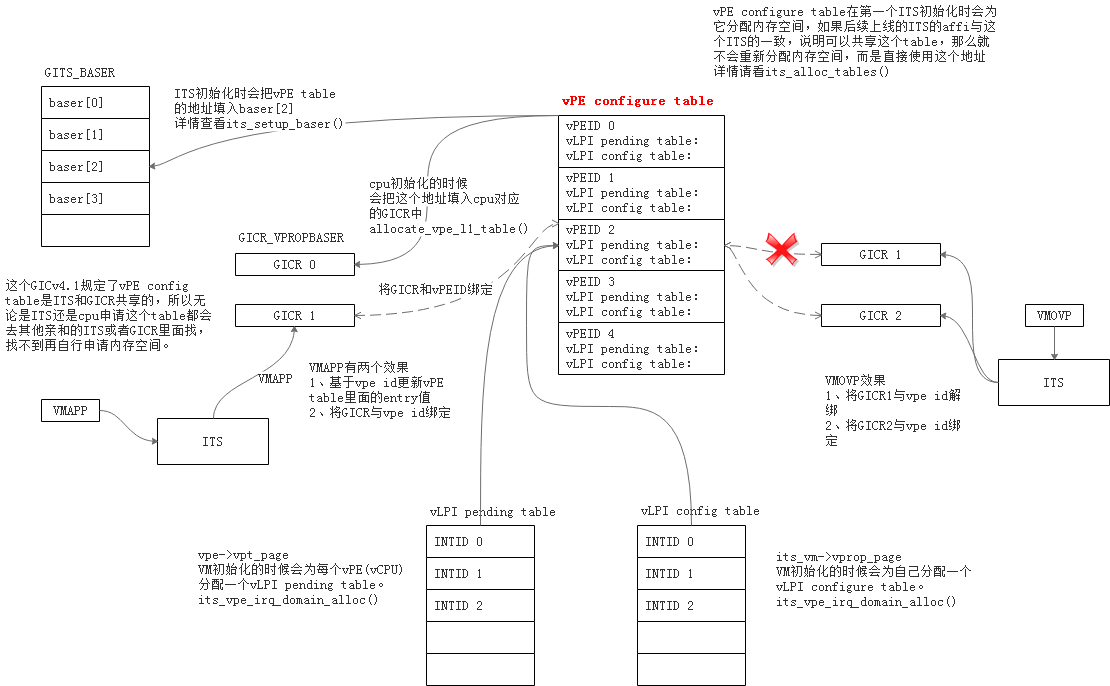 vPE configure table在第一个ITS初始化时会为
它分配内存空间，如果后续上线的ITS的affi与这
个ITS的一致，说明可以共享这个table，那么就
不会重新分配内存空间，而是直接使用这个地址
详情请看its_alloc_tables()
GITS_BASER
baser[0]
baser[1]
baser[2]
baser[3]
ITS初始化时会把vPE table
的地址填入baser[2]
详情查看its_setup_baser()
vPE configure table
vPEID 0
vLPI pending table:
vLPI config table:
vPEID 1
vLPI pending table:
vLPI config table:
vPEID 2
vLPI pending table:
vLPI config table:
vPEID 3
vLPI pending table:
vLPI config table:
vPEID 4
vLPI pending table:
vLPI config table:
cpu初始化的时候
会把这个地址填入cpu对应
的GICR中
allocate_vpe_l1_table()
GICR_VPROPBASER
GICR 0
GICR 1
将GICR和vPEID绑定
这个GICv4.1规定了vPE config
table是ITS和GICR共享的，所以无
论是ITS还是cpu申请这个table都会
去其他亲和的ITS或者GICR里面找，
找不到再自行申请内存空间。
VMAPP
VMAPP有两个效果
1、基于vpe id更新vPE
table里面的entry值
2、将GICR与vpe id绑定
VMAPP
ITS
GICR 1
GICR 2
VMOVP
ITS
VMOVP效果
1、将GICR1与vpe id解
绑
2、将GICR2与vpe id绑
定
vLPI pending table
INTID 0
INTID 1
INTID 2
vpe->vpt_page
VM初始化的时候会为每个vPE(vCPU)
分配一个vLPI pending table。
its_vpe_irq_domain_alloc()
vLPI config table
INTID 0
INTID 1
INTID 2
its_vm->vprop_page
VM初始化的时候会为自己分配一个
vLPI configure table。
its_vpe_irq_domain_alloc()